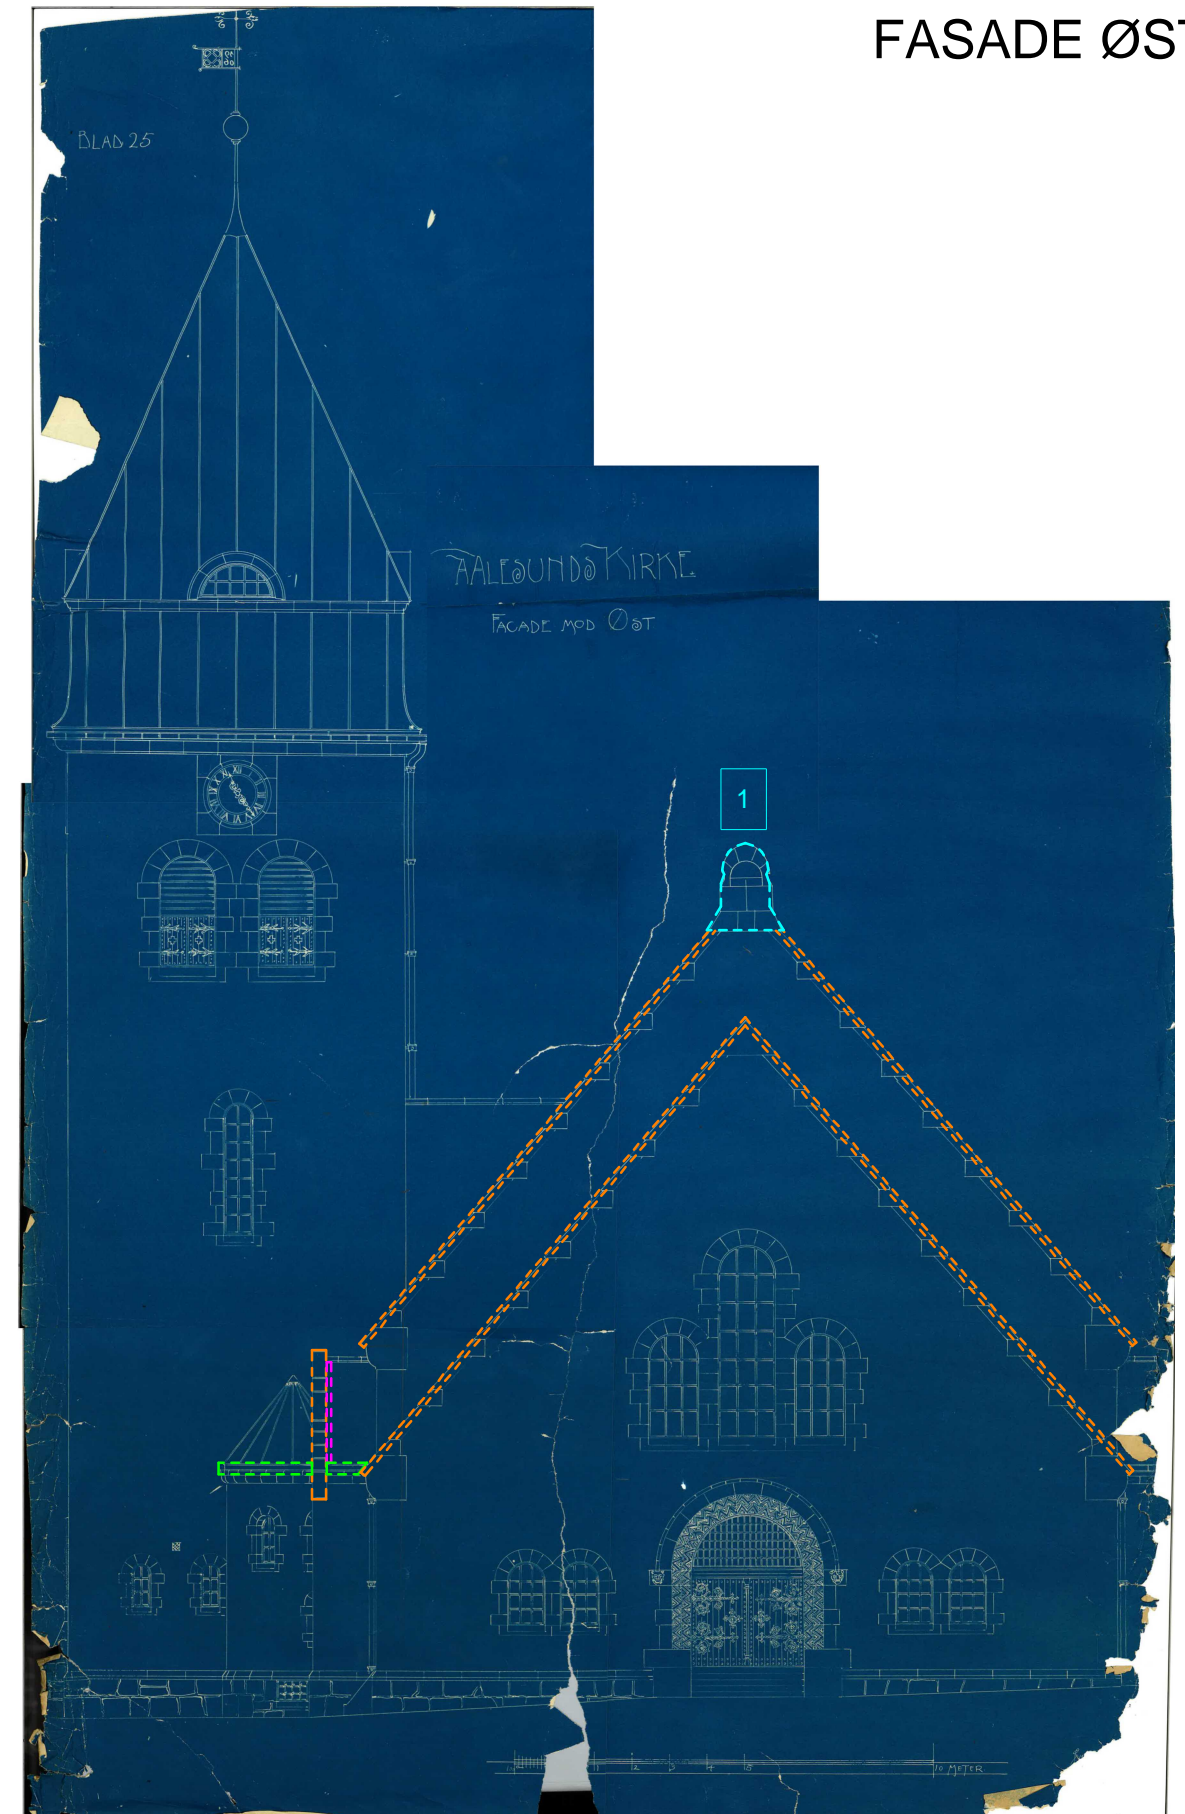 FASADE ØST
BLAD 25
AALESUNDS KIRKE.
FACADE MOD ØST
1
10 METER.